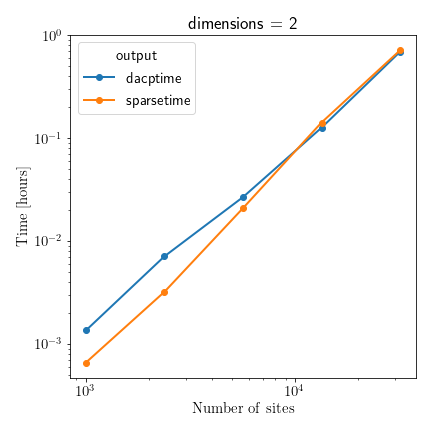 dimensions = 2
output
dacptime
sparsetime
Time [hours]
10^0
10^−1
10^−2
10^−3
10^3
10^4
Number of sites